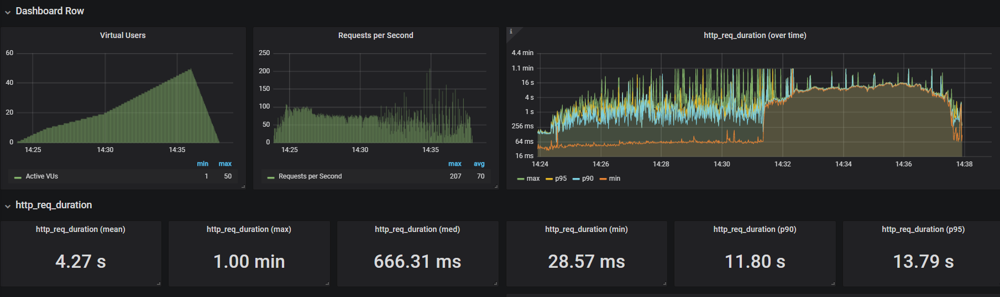 Dashboard Row
Virtual Users
60
40
20
0
14:25 14:30 14:35
min max
Active VUs 1 50
Requests per Second
250
200
150
100
50
0
14:25 14:30 14:35
max avg
Requests per Second 207 70
i
http_req_duration (over time)
4.4 min
1.1 min
16 s
4 s
1 s
256 ms
64 ms
16 ms
14:24 14:26 14:28 14:30 14:32 14:34 14:36 14:38
max p95 p90 min
http_req_duration
http_req_duration (mean)
4.27 s
http_req_duration (max)
1.00 min
http_req_duration (med)
666.31 ms
http_req_duration (min)
28.57 ms
http_req_duration (p90)
11.80 s
http_req_duration (p95)
13.79 s